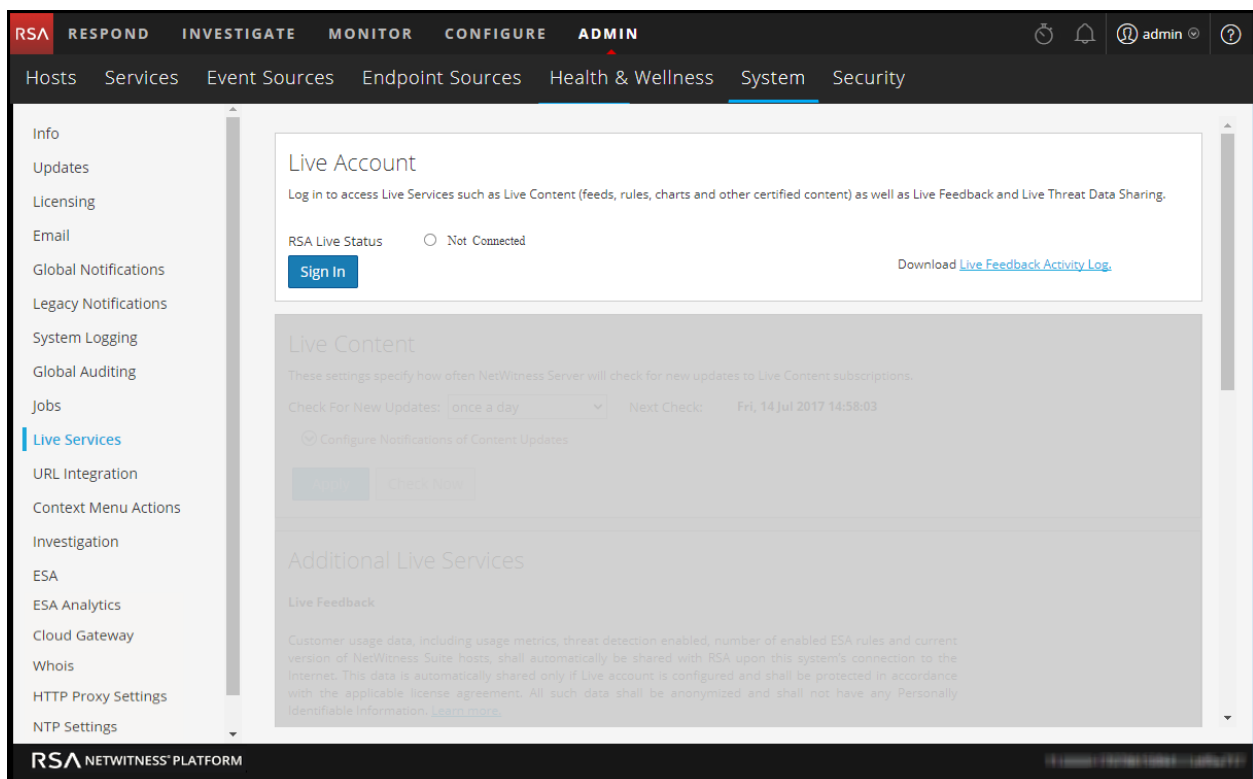 RSA RESPOND INVESTIGATE MONITOR CONFIGURE ADMIN admin
Hosts Services Event Sources Endpoint Sources Health & Wellness System Security
Info
Updates
Licensing
Email
Global Notifications
Legacy Notifications
System Logging
Global Auditing
Jobs
Live Services
URL Integration
Context Menu Actions
Investigation
ESA
ESA Analytics
Cloud Gateway
Whois
HTTP Proxy Settings
NTP Settings
Live Account
Log in to access Live Services such as Live Content (feeds, rules, charts and other certified content) as well as Live Feedback and Live Threat Data Sharing.
RSA Live Status Not Connected
Sign In
Download Live Feedback Activity Log.
Live Content
These settings specify how often NetWitness Server will check for new updates to Live Content subscriptions.
Check For New Updates: once a day Next Check: Fri, 14 Jul 2017 14:58:03
Configure Notifications of Content Updates
Check Now
Additional Live Services
Live Feedback
Customer usage data, including usage metrics, threat detection enabled, number of enabled ESA rules and current
version of NetWitness Suite hosts, shall automatically be shared with RSA upon this system's connection to the
Internet. This data is automatically shared only if Live account is configured and shall be protected in accordance
with the applicable license agreement. All such data shall be anonymized and shall not have any Personally
Identifiable Information. Learn more.
RSA NETWITNESS® PLATFORM